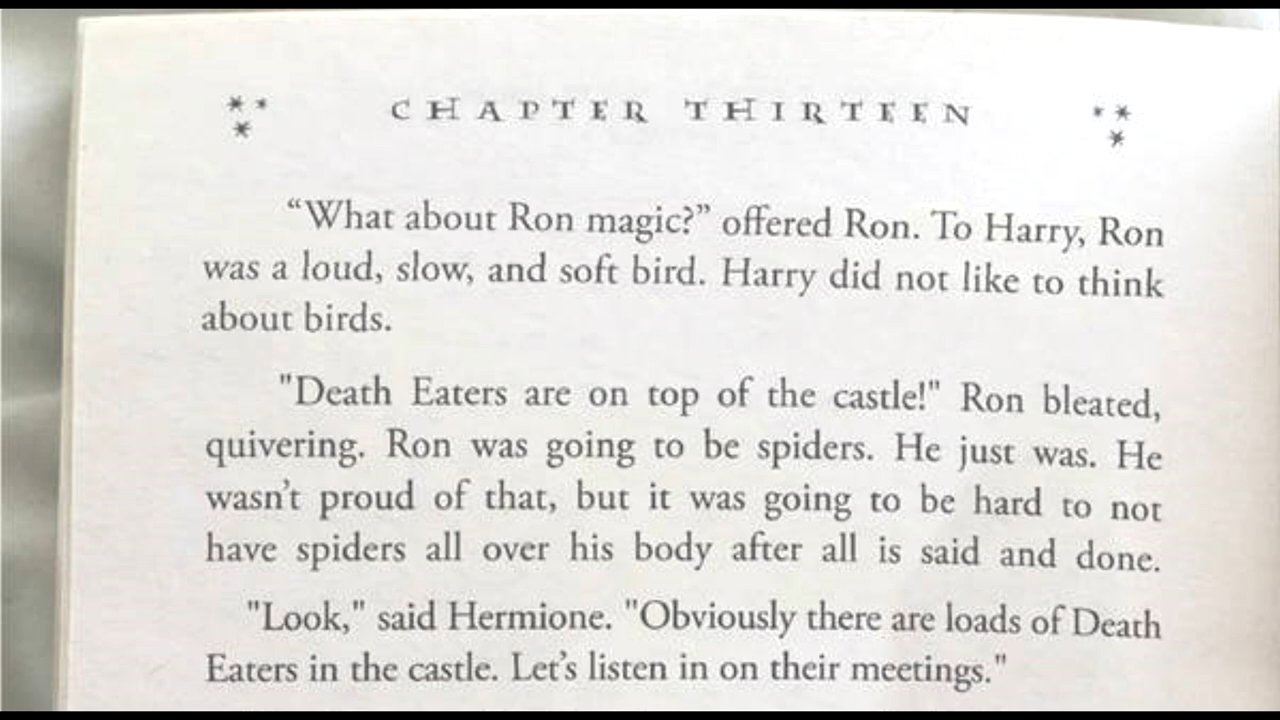 CHAPTER THIRTEEN
“What about Ron magic?” offered Ron. To Harry, Ron
was a loud, slow, and soft bird. Harry did not like to think
about birds.
"Death Eaters are on top of the castle!" Ron bleated,
quivering. Ron was going to be spiders. He just was. He
wasn’t proud of that, but it was going to be hard to not
have spiders all over his body after all is said and done.
"Look," said Hermione. "Obviously there are loads of Death
Eaters in the castle. Let’s listen in on their meetings."